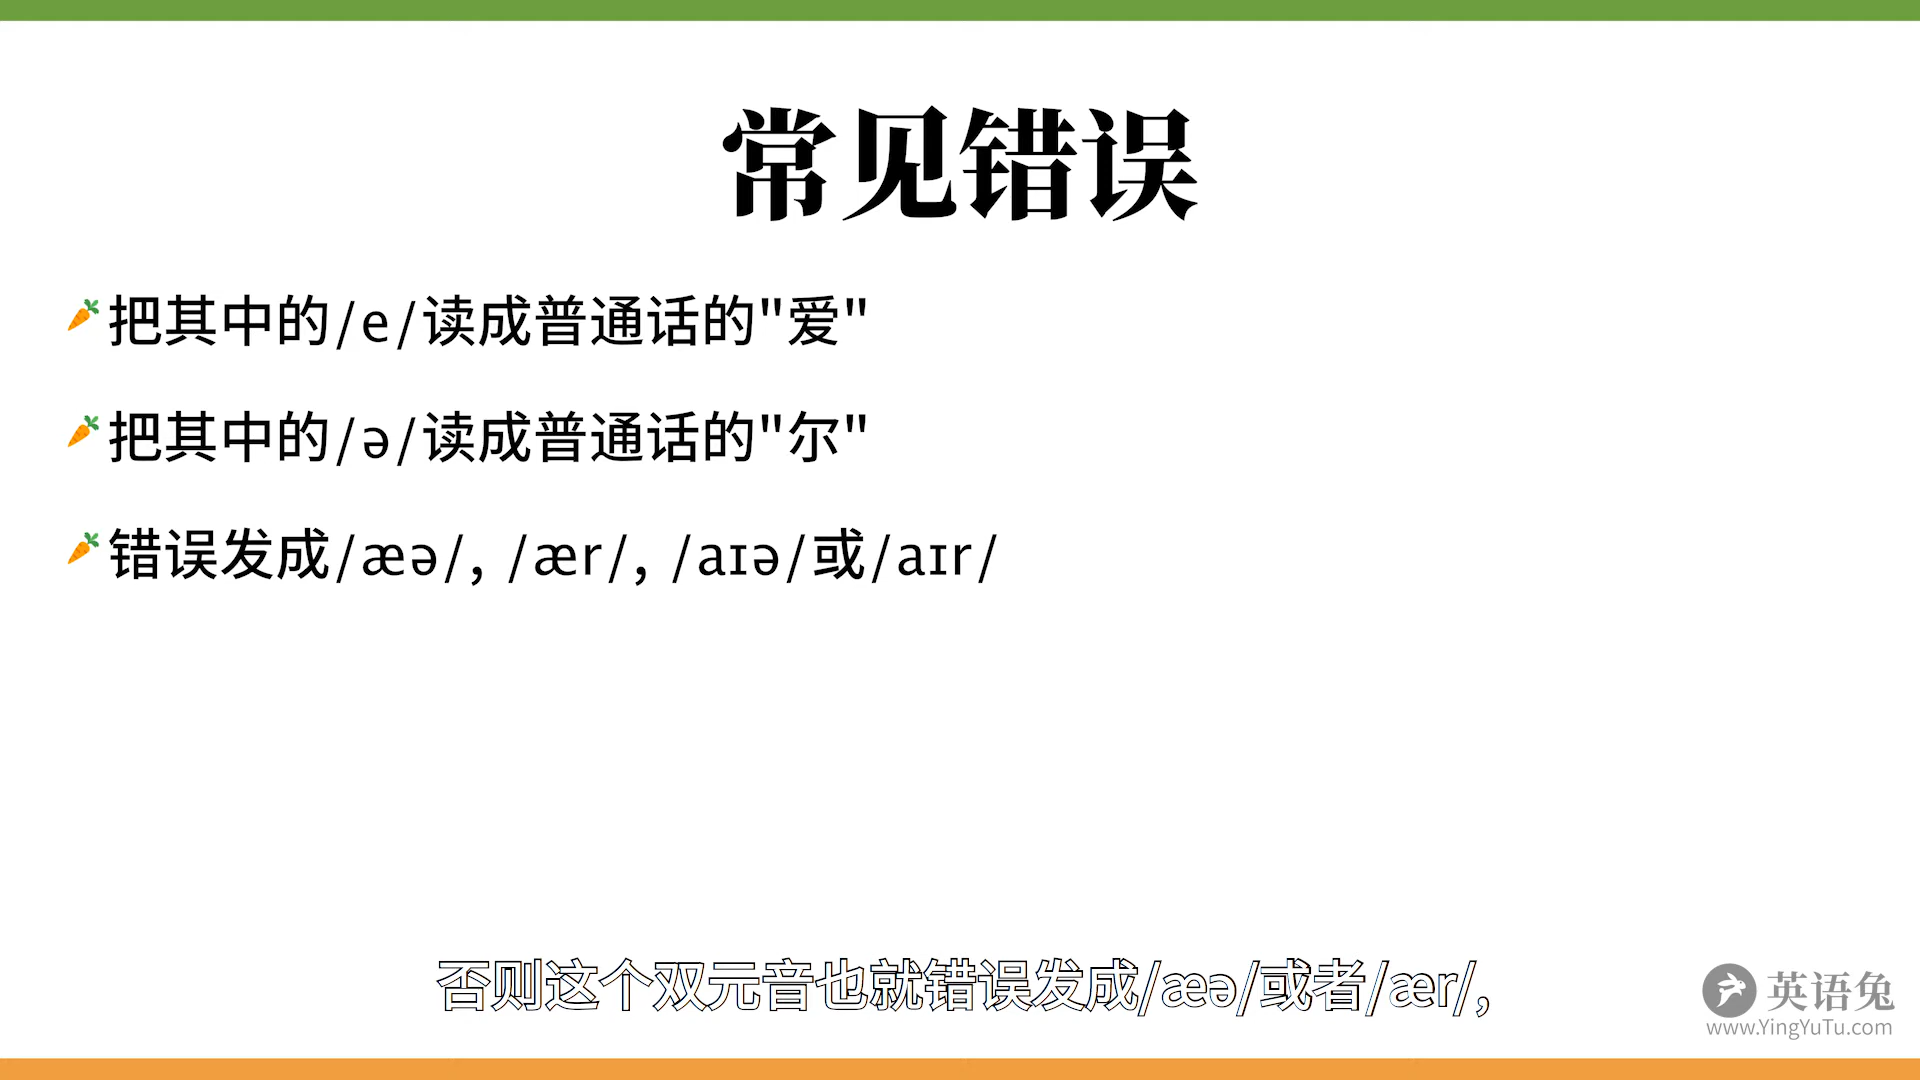 常见错误
把其中的/e/读成普通话的"爱"
把其中的/ə/读成普通话的"尔"
错误发成/æə/, /ær/, /aɪə/或/aɪr/
否则这个双元音也就错误发成/æə/或者/ær/,
英语兔
www.YingYuTu.com